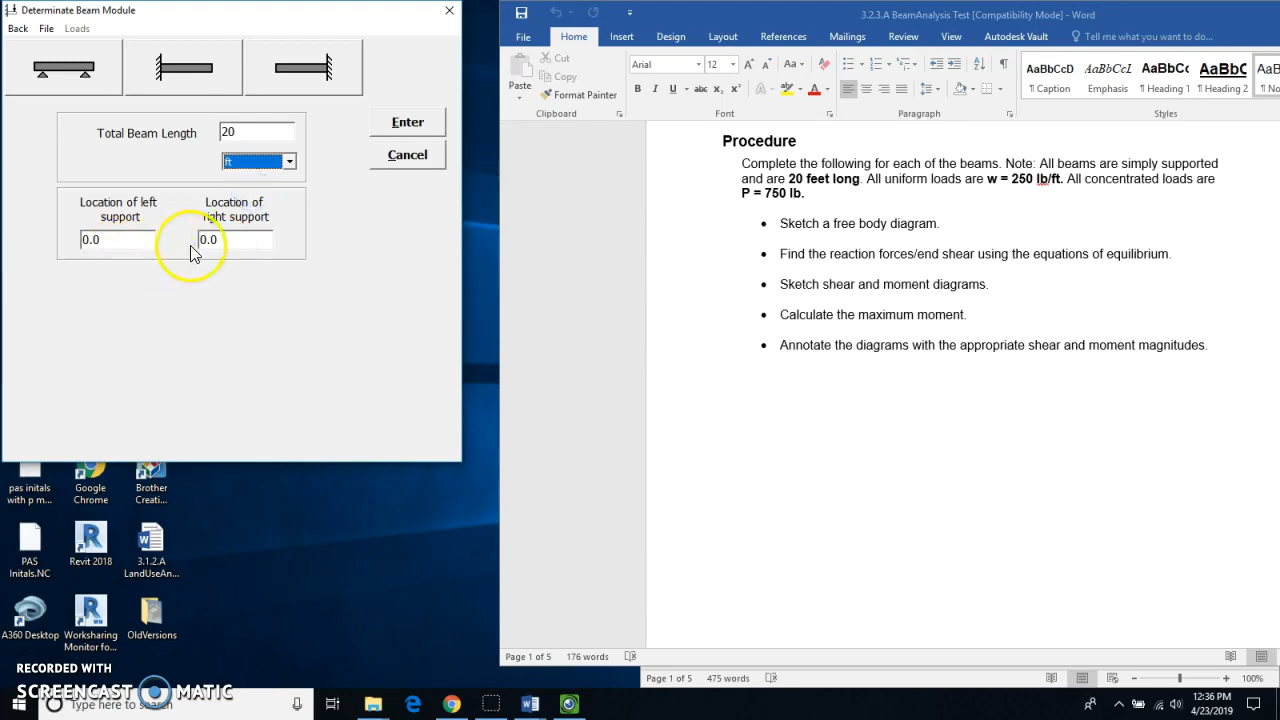 Determinate Beam Module
Back File Loads
Total Beam Length 20
ft
Enter
Cancel
Location of left support
Location of right support
0.0
0.0
pas initals with p m...
Google Chrome
Brother Creati...
PAS Initals.NC
Revit 2018
3.1.2.A LandUseAn...
A360 Desktop
Worksharing Monitor fo...
OldVersions
RECORDED WITH
SCREENCAST MATIC
Type here to search
3.2.3.A BeamAnalysis Test [Compatibility Mode] - Word
File Home Insert Design Layout References Mailings Review View Autodesk Vault Tell me what you want to do...
Paste
Cut
Copy
Format Painter
Clipboard
Arial 12
Aa
B I U abc x₂ x² A A
Font
Paragraph
AaBbCcD AaBbCcD AaBbCc AaBbCc AaB
¶ Caption Emphasis ¶ Heading 1 ¶ Heading 2 ¶ No
Styles
Procedure
Complete the following for each of the beams. Note: All beams are simply supported
and are 20 feet long. All uniform loads are w = 250 lb/ft. All concentrated loads are
P = 750 lb.
• Sketch a free body diagram.
• Find the reaction forces/end shear using the equations of equilibrium.
• Sketch shear and moment diagrams.
• Calculate the maximum moment.
• Annotate the diagrams with the appropriate shear and moment magnitudes.
Page 1 of 5 176 words
Page 1 of 5 475 words
100%
12:36 PM
4/23/2019